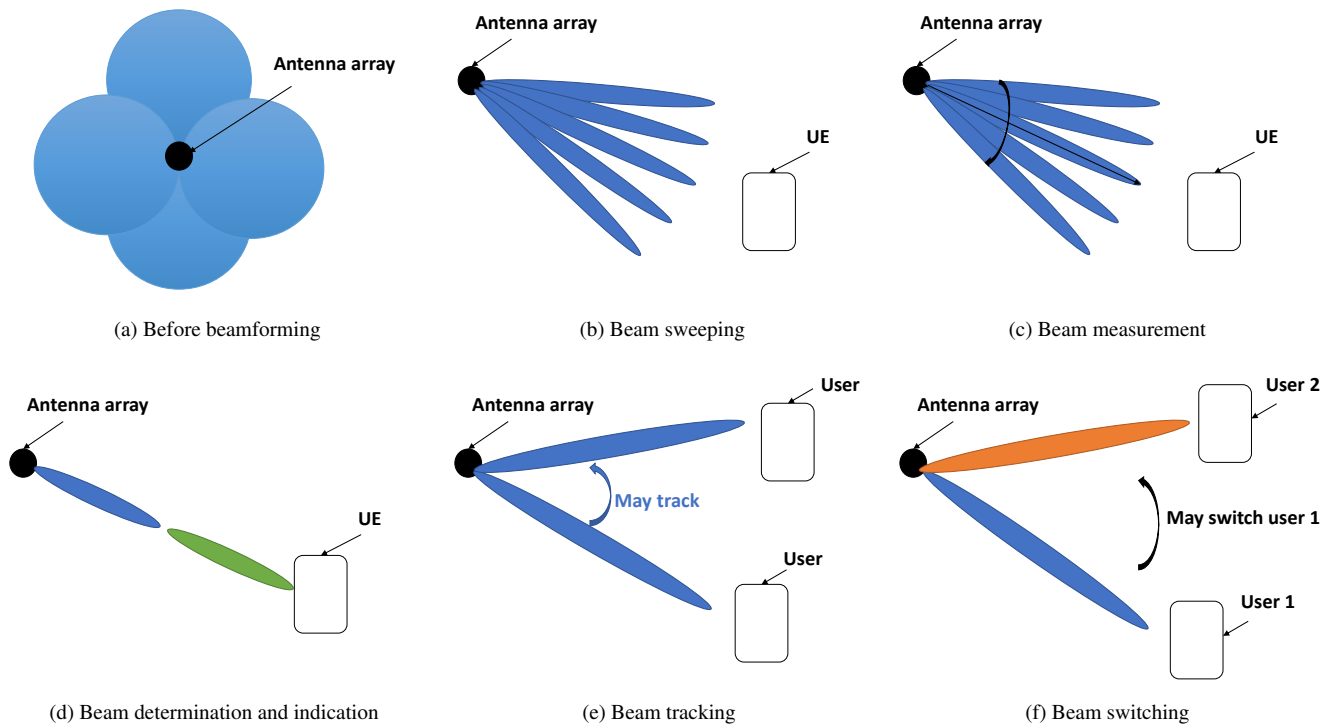 Antenna array
(a) Before beamforming
Antenna array
UE
(b) Beam sweeping
Antenna array
UE
(c) Beam measurement
Antenna array
UE
(d) Beam determination and indication
Antenna array
User
May track
User
(e) Beam tracking
Antenna array
User 2
May switch user 1
User 1
(f) Beam switching